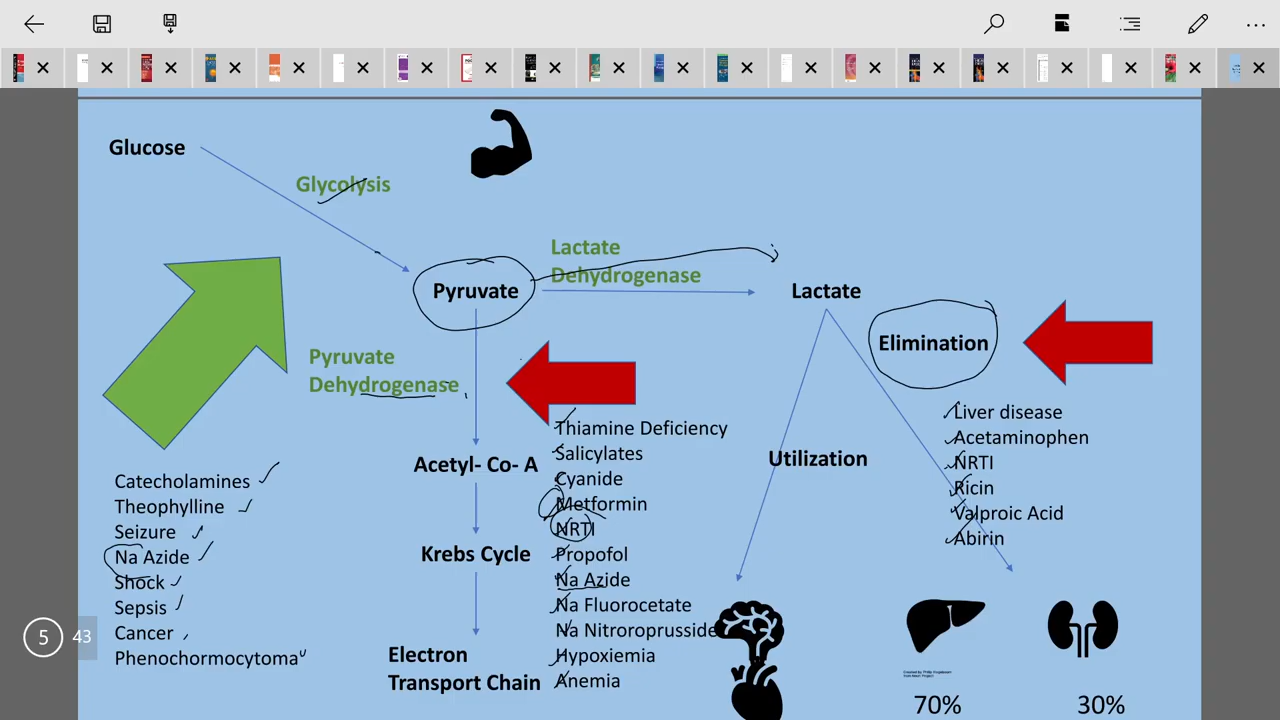 Glucose
Glycolysis
Lactate
Dehydrogenase
Pyruvate
Lactate
Elimination
Pyruvate
Dehydrogenase
Thiamine Deficiency
Salicylates
Cyanide
Metformin
NRTI
Propofol
Na Azide
Na Fluorocetate
Na Nitroroprusside
Hypoxiemia
Anemia
Liver disease
Acetaminophen
NRTI
Ricin
Valproic Acid
Abirin
Utilization
Acetyl- Co- A
Krebs Cycle
Electron
Transport Chain
Catecholamines
Theophylline
Seizure
Na Azide
Shock
Sepsis
Cancer
Phenochormocytoma
5
43
70%
30%